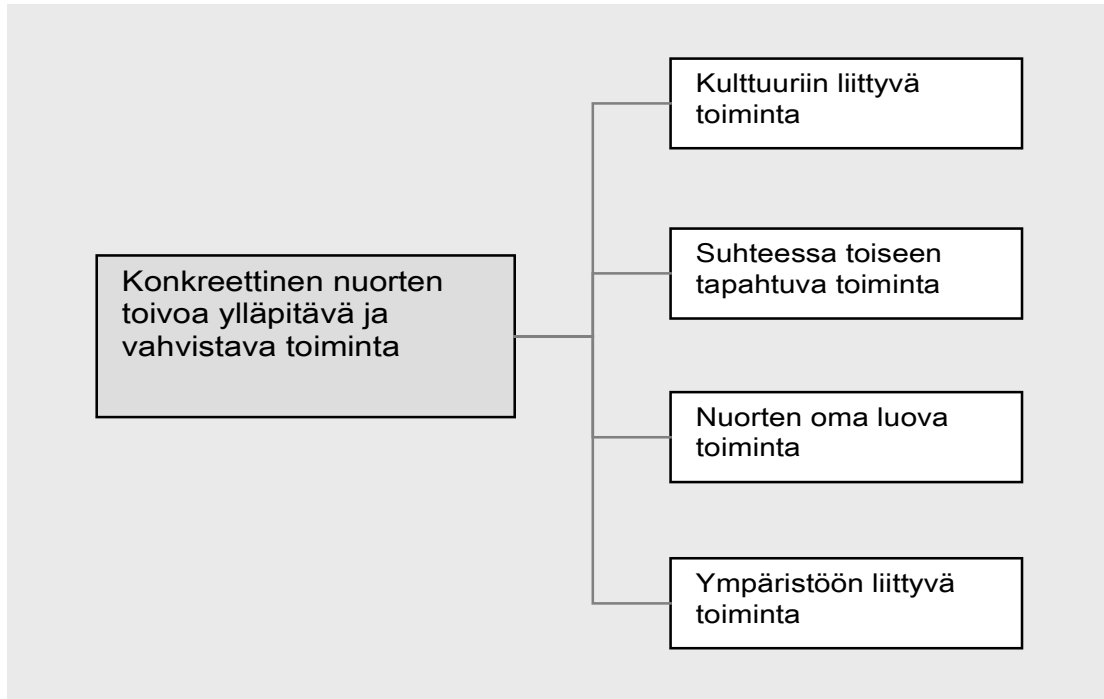 Kulttuuriin liittyvä
toiminta
Suhteessa toiseen
tapahtuva toiminta
Konkreettinen nuorten
toivoa ylläpitävä ja
vahvistava toiminta
Nuorten oma luova
toiminta
Ympäristöön liittyvä
toiminta